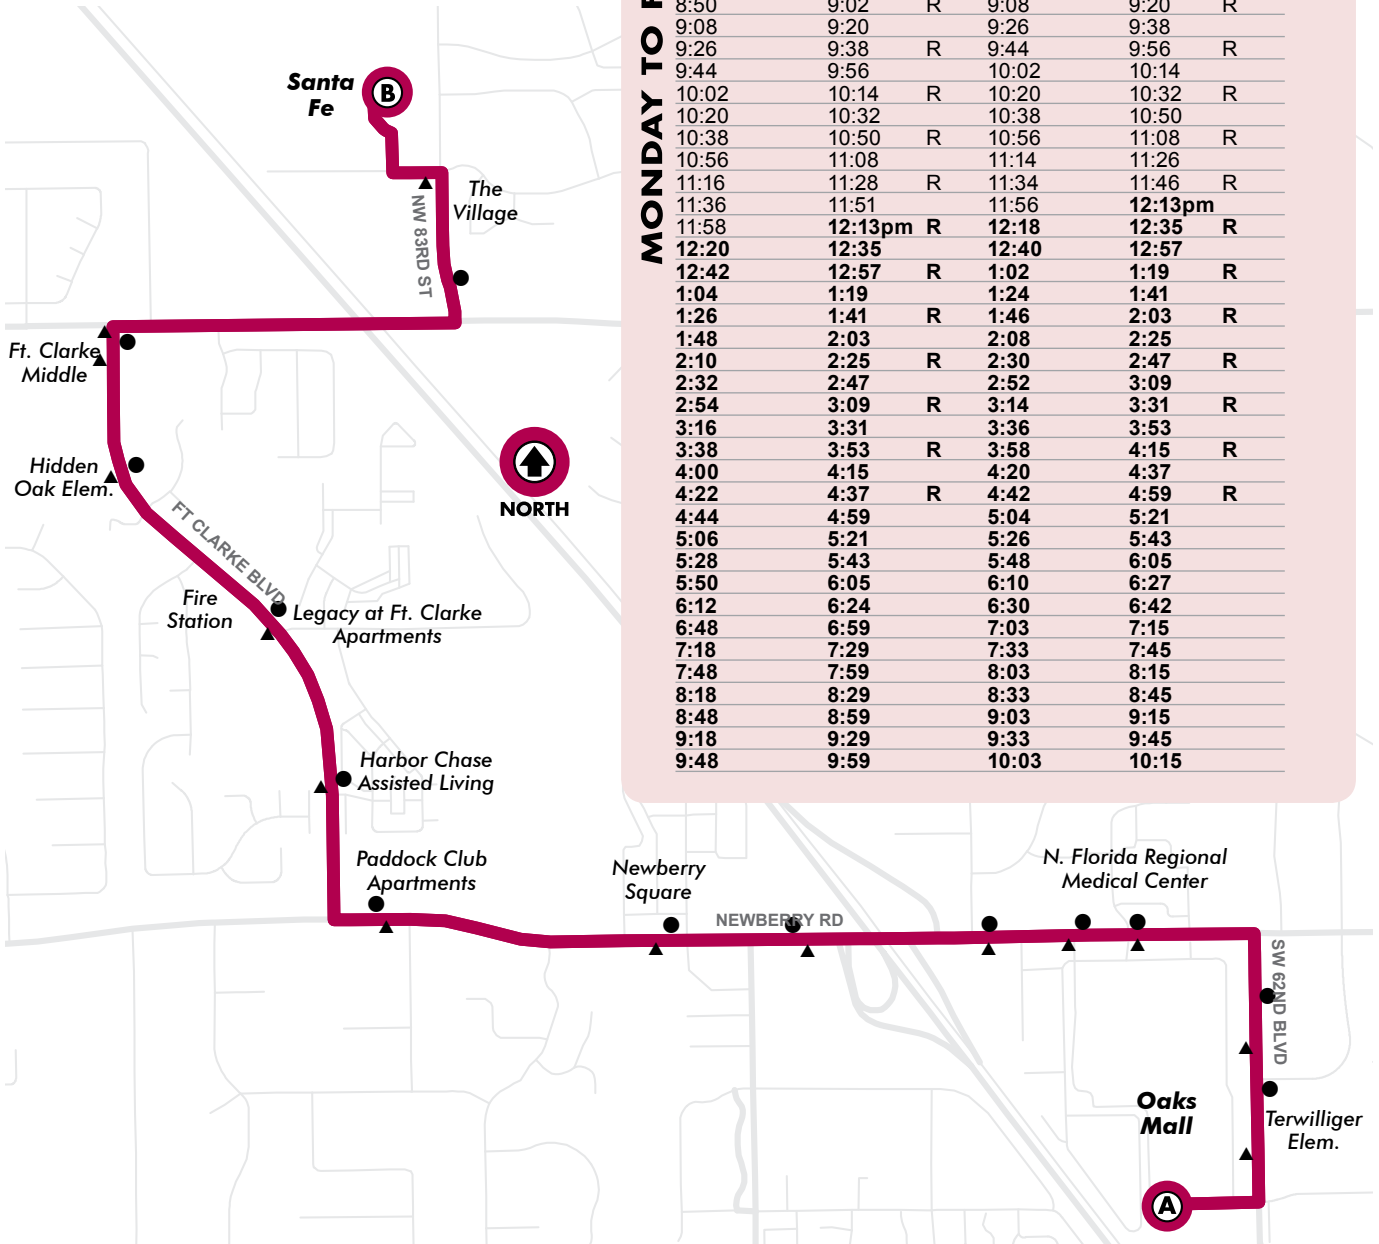 8:50 9:02 R 9:08 9:20 R
9:08 9:20 9:26 9:38
9:26 9:38 R 9:44 9:56 R
9:44 9:56 10:02 10:14
10:02 10:14 R 10:20 10:32 R
10:20 10:32 10:38 10:50
10:38 10:50 R 10:56 11:08 R
10:56 11:08 11:14 11:26
11:16 11:28 R 11:34 11:46 R
11:36 11:51 11:56 12:13pm
11:58 12:13pm R 12:18 12:35 R
12:20 12:35 12:40 12:57
12:42 12:57 R 1:02 1:19 R
1:04 1:19 1:24 1:41
1:26 1:41 R 1:46 2:03 R
1:48 2:03 2:08 2:25
2:10 2:25 R 2:30 2:47 R
2:32 2:47 2:52 3:09
2:54 3:09 R 3:14 3:31 R
3:16 3:31 3:36 3:53
3:38 3:53 R 3:58 4:15 R
4:00 4:15 4:20 4:37
4:22 4:37 R 4:42 4:59 R
4:44 4:59 5:04 5:21
5:06 5:21 5:26 5:43
5:28 5:43 5:48 6:05
5:50 6:05 6:10 6:27
6:12 6:24 6:30 6:42
6:48 6:59 7:03 7:15
7:18 7:29 7:33 7:45
7:48 7:59 8:03 8:15
8:18 8:29 8:33 8:45
8:48 8:59 9:03 9:15
9:18 9:29 9:33 9:45
9:48 9:59 10:03 10:15
MONDAY TO
Santa
Fe
B
The
Village
NW 83RD ST
Ft. Clarke
Middle
Hidden
Oak Elem.
NORTH
FT CLARKE BLVD
Fire
Station
Legacy at Ft. Clarke
Apartments
Harbor Chase
Assisted Living
Paddock Club
Apartments
Newberry
Square
NEWBERRY RD
N. Florida Regional
Medical Center
SW 62ND BLVD
Oaks
Mall
Terwilliger
Elem.
A